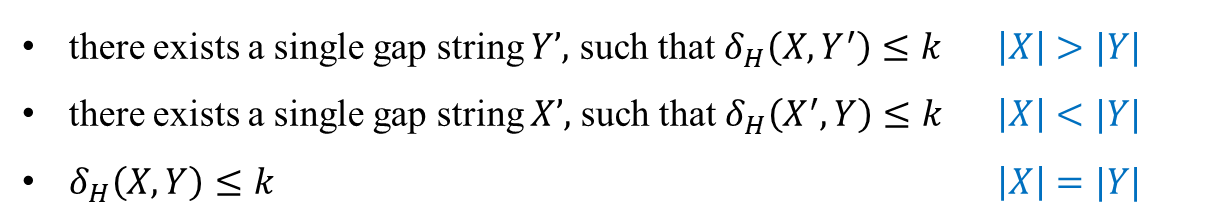 • there exists a single gap string Y’, such that δ_H(X, Y′) ≤ k |X| > |Y|
• there exists a single gap string X’, such that δ_H(X′, Y) ≤ k |X| < |Y|
• δ_H(X, Y) ≤ k |X| = |Y|